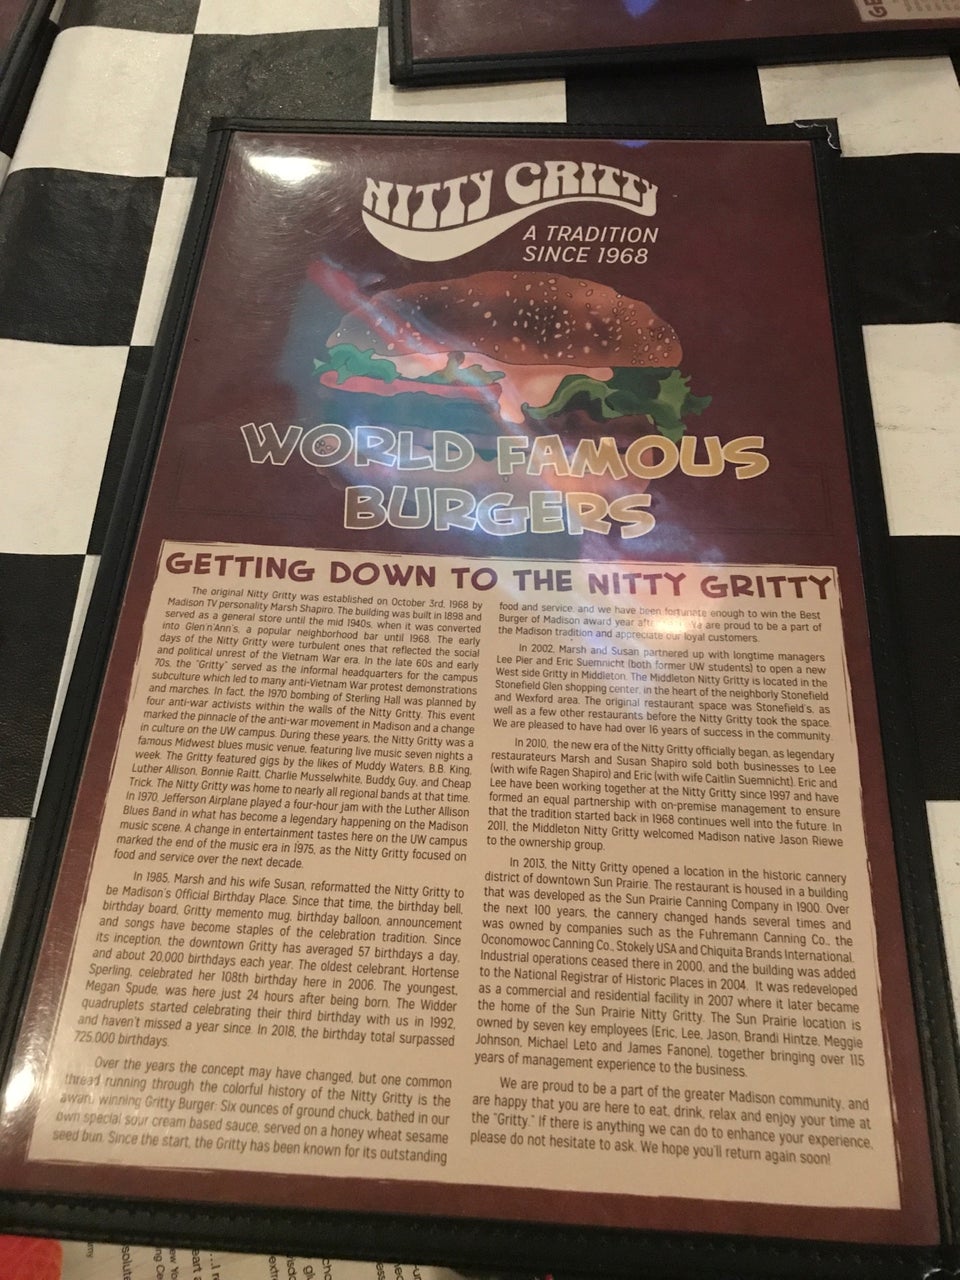 NITTY GRITTY
A TRADITION
SINCE 1968
WORLD FAMOUS
BURGERS
GETTING DOWN TO THE NITTY GRITTY
The original Nitty Gritty was established on October 3rd, 1968 by
Madison TV personality Marsh Shapiro. The building was built in 1898 and
served as a general store until the mid 1940s, when it was converted
into Glen'n'Ann's, a popular neighborhood bar until 1968. The early
days of the Nitty Gritty were turbulent ones that reflected the social
and political unrest of the Vietnam War era. In the late 60s and early
70s, the "Gritty" served as the informal headquarters for the campus
subculture which led to many anti-Vietnam War protest demonstrations
and marches. In fact, the 1970 bombing of Sterling Hall was planned by
four anti-war activists within the walls of the Nitty Gritty. This event
marked the pinnacle of the anti-war movement in Madison and a change
in culture on the UW campus. During these years, the Nitty Gritty was a
famous Midwest blues music venue, featuring live music seven nights a
week. The Gritty featured gigs by the likes of Muddy Waters, B.B. King,
Luther Allison, Bonnie Raitt, Charlie Musselwhite, Buddy, Guy, and Cheap
Trick. The Nitty Gritty was home to nearly all regional bands at that time.
In 1970, Jefferson Airplane played a four-hour jam with the Luther Allison
Blues Band in what has become a legendary happening on the Madison
music scene. A change in entertainment tastes here on the UW campus
marked the end of the music era in 1975, as the Nitty Gritty focused on
food and service over the next decade.
In 1985, Marsh and his wife Susan, reformatted the Nitty Gritty to
be Madison's Official Birthday Place. Since that time, the birthday bell,
birthday board, Gritty memento mug, birthday balloon, announcement
and songs have become staples of the celebration tradition. Since
its inception, the downtown Gritty has averaged 57 birthdays a day,
and about 20,000 birthdays each year. The oldest celebrant, Hortense
Sperling, celebrated her 108th birthday here in 2006. The youngest,
Megan Spude, was here just 24 hours after being born. The Widder
quadruplets started celebrating their third birthday with us in 1992,
and haven't missed a year since. In 2018, the birthday total surpassed
725,000 birthdays.
Over the years the concept may have changed, but one common
thread running through the colorful history of the Nitty Gritty is the
award winning Gritty Burger: Six ounces of ground chuck, bathed in our
own special sour cream based sauce, served on a honey wheat sesame
seed bun. Since the start, the Gritty has been known for its outstanding
food and service, and we have been fortunate enough to win the Best
Burger of Madison award year after are proud to be a part of
the Madison tradition and appreciate our loyal customers.
In 2002, Marsh and Susan partnered up with longtime managers
Lee Pier and Eric Suemnicht (both former UW students) to open a new
West side Gritty in Middleton. The Middleton Nitty Gritty is located in the
Stonefield Glen shopping center, in the heart of the neighborly Stonefield
and Wexford area. The original restaurant space was Stonefield's, as
well as a few other restaurants before the Nitty Gritty took the space.
We are pleased to have had over 16 years of success in the community.
In 2010, the new era of the Nitty Gritty officially began, as legendary
restaurateurs Marsh and Susan Shapiro sold both businesses to Lee
(with wife Ragen Shapiro) and Eric (with wife Caitlin Suemnicht). Eric and
Lee have been working together at the Nitty Gritty since 1997 and have
formed an equal partnership with on-premise management to ensure
that the tradition started back in 1968 continues well into the future. In
2011, the Middleton Nitty Gritty welcomed Madison native Jason Riewe
to the ownership group.
In 2013, the Nitty Gritty opened a location in the historic cannery
district of downtown Sun Prairie. The restaurant is housed in a building
that was developed as the Sun Prairie Canning Company in 1900. Over
the next 100 years, the cannery changed hands several times and
was owned by companies such as the Fuhremann Canning Co., the
Oconomowoc Canning Co., Stokely USA and Chiquita Brands International.
Industrial operations ceased there in 2000, and the building was added
to the National Registrar of Historic Places in 2004. It was redeveloped
as a commercial and residential facility in 2007 where it later became
the home of the Sun Prairie Nitty Gritty. The Sun Prairie location is
owned by seven key employees (Eric, Lee, Jason, Brandi Hintze, Meggie
Johnson, Michael Leto and James Fanone), together bringing over 115
years of management experience to the business.
We are proud to be a part of the greater Madison community, and
are happy that you are here to eat, drink, relax and enjoy your time at
the "Gritty." If there is anything we can do to enhance your experience,
please do not hesitate to ask. We hope you'll return again soon!